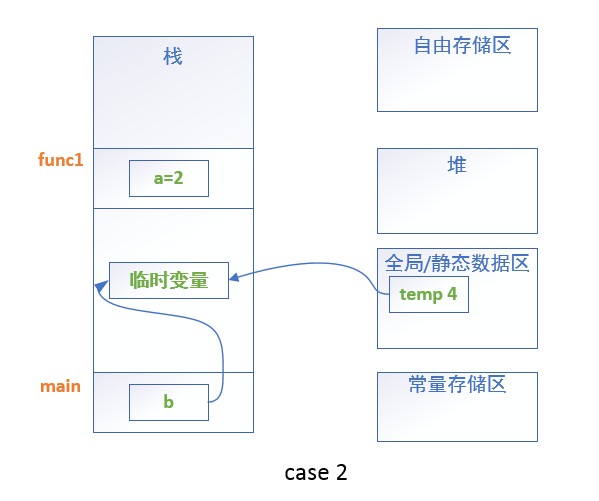 栈
自由存储区
func1
a=2
堆
全局/静态数据区
临时变量
temp 4
main
b
常量存储区
case 2